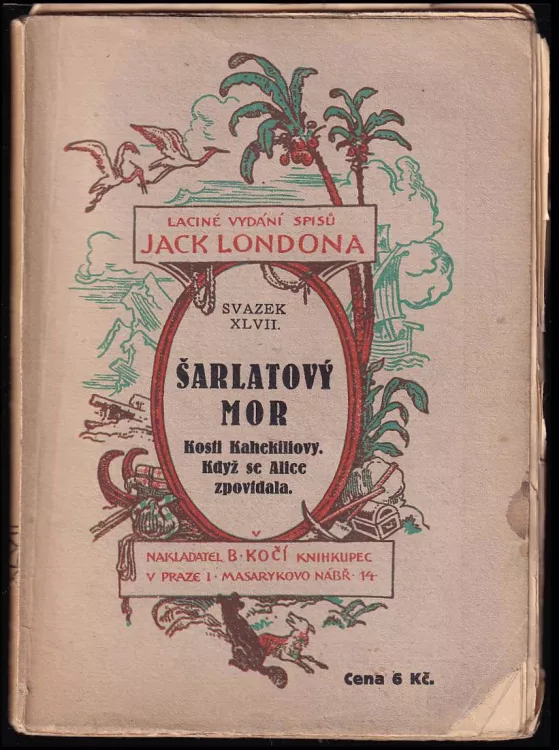 LACINÉ VYDÁNÍ SPISŮ
JACK LONDONA
SVAZEK
XLVII.
ŠARLATOVÝ
MOR
Kosti Kahekiliovy.
Když se Alice
zpovídala.
NAKLADATEL B·KOČÍ KNIHKUPEC
V PRAZE I·MASARYKOVO NÁBŘ·14
Cena 6 Kč.